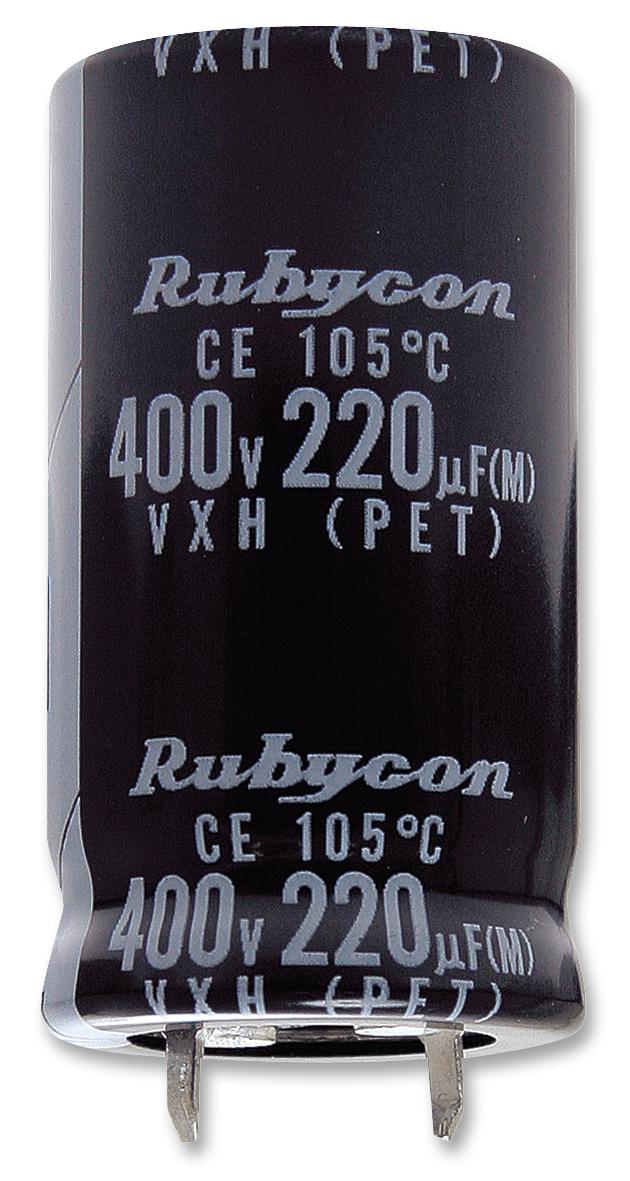 VXH (PET)
Rubycon
CE 105°C
400V 220μF(M)
VXH (PET)
Rubycon
CE 105°C
400V 220μF(M)
VXH (PET)